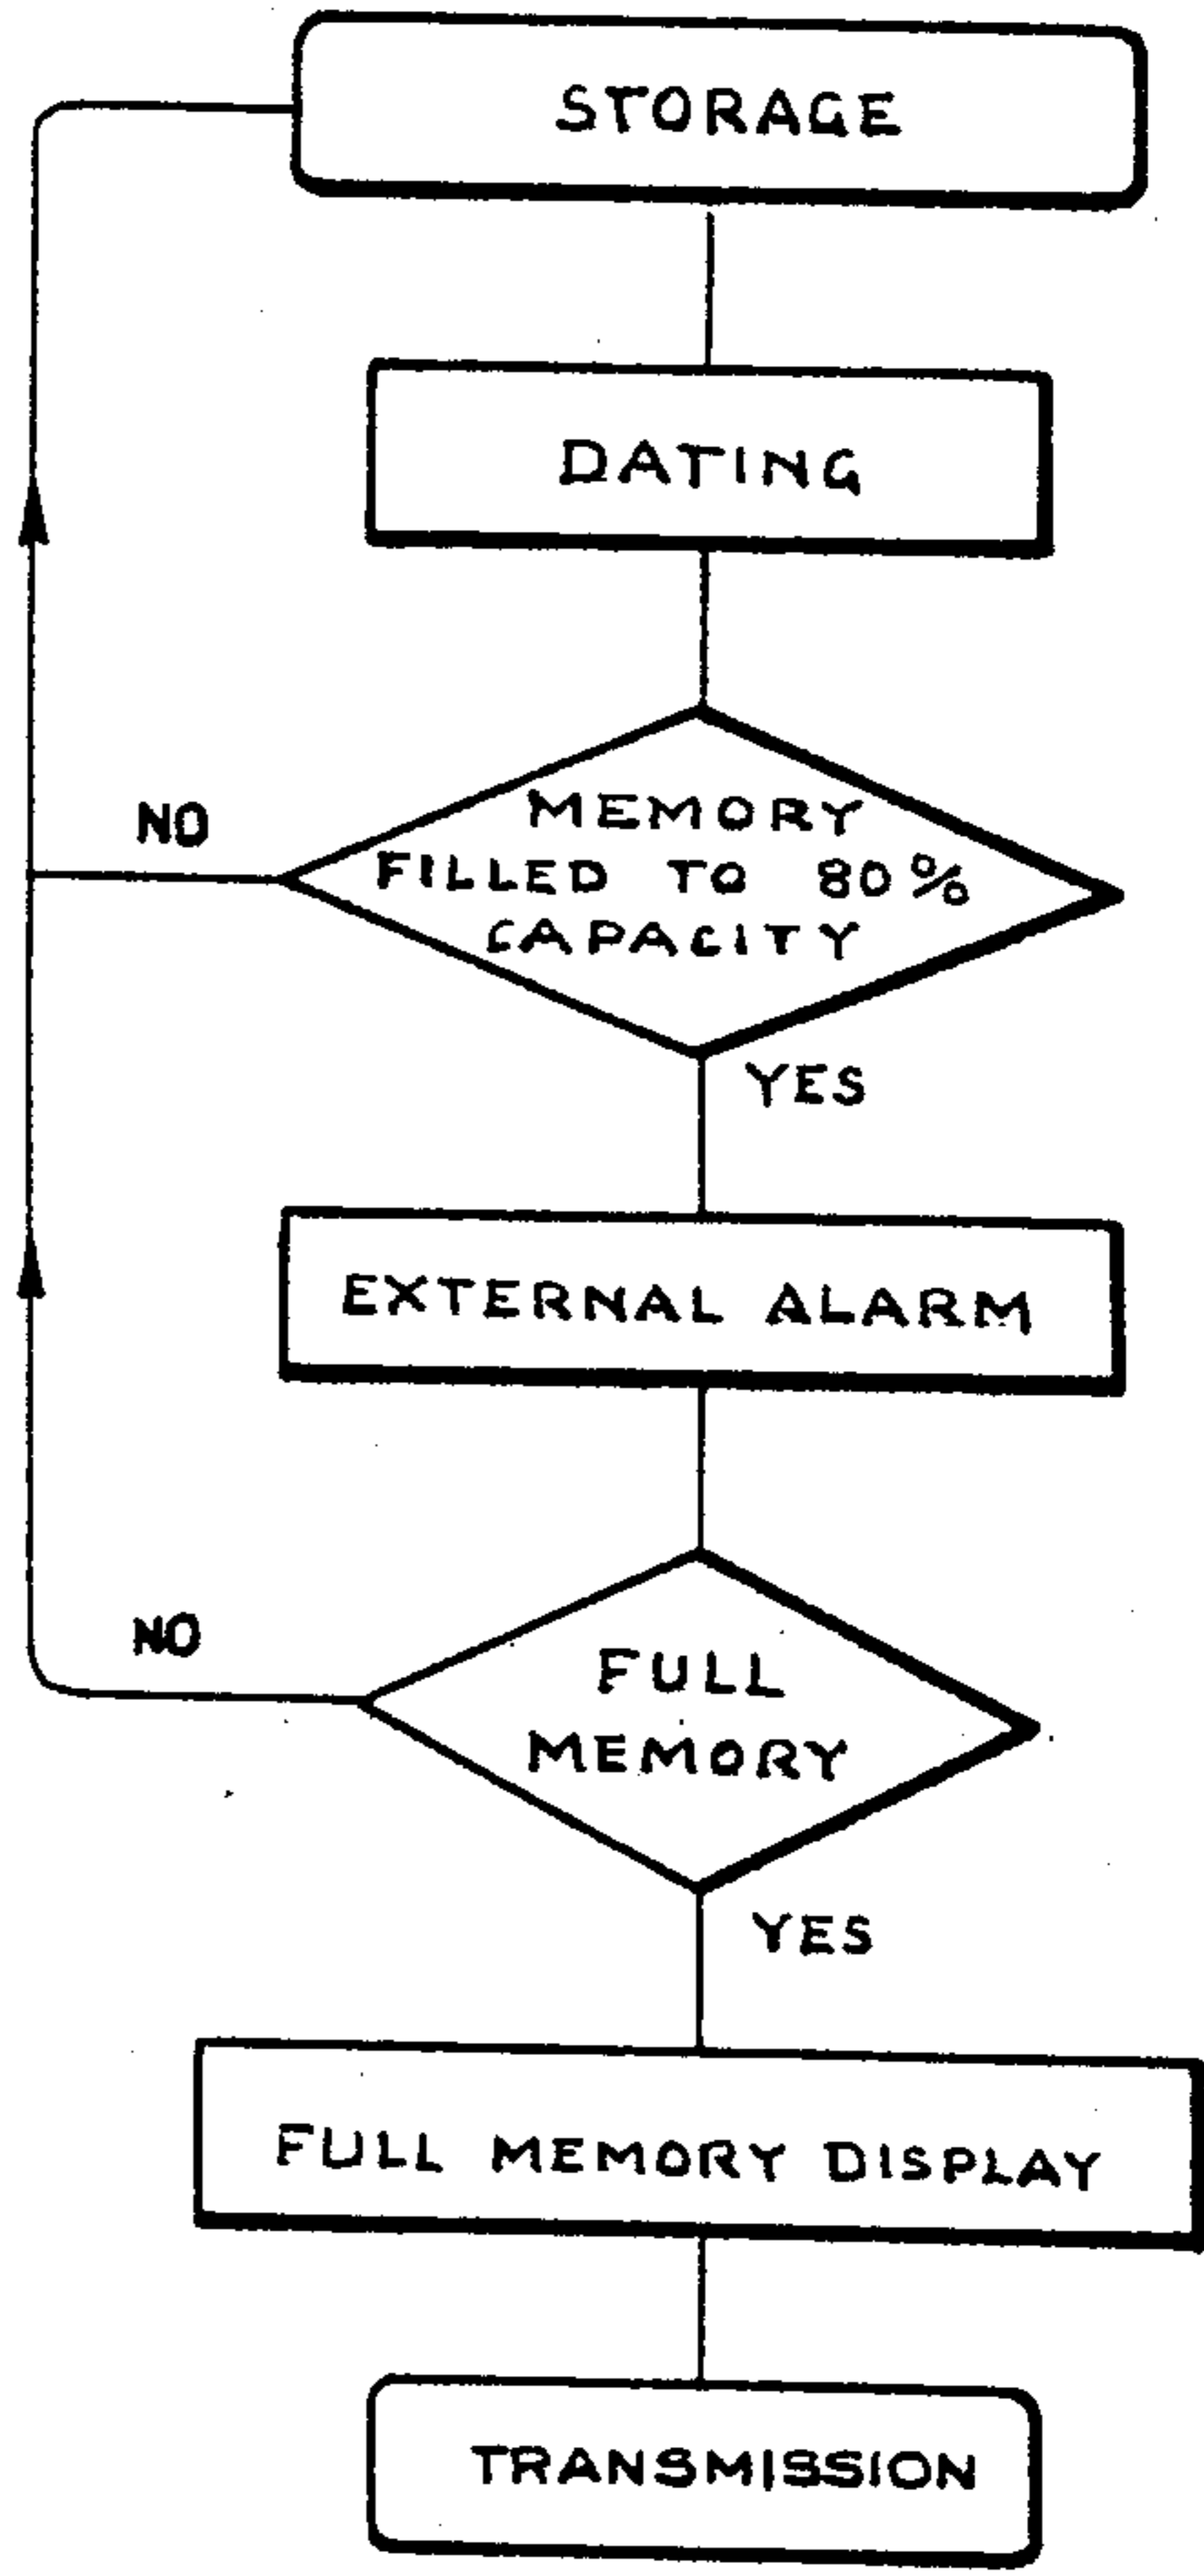 STORAGE
DATING
NO
MEMORY
FILLED TO 80%
CAPACITY
YES
EXTERNAL ALARM
NO
FULL
MEMORY
YES
FULL MEMORY DISPLAY
TRANSMISSION